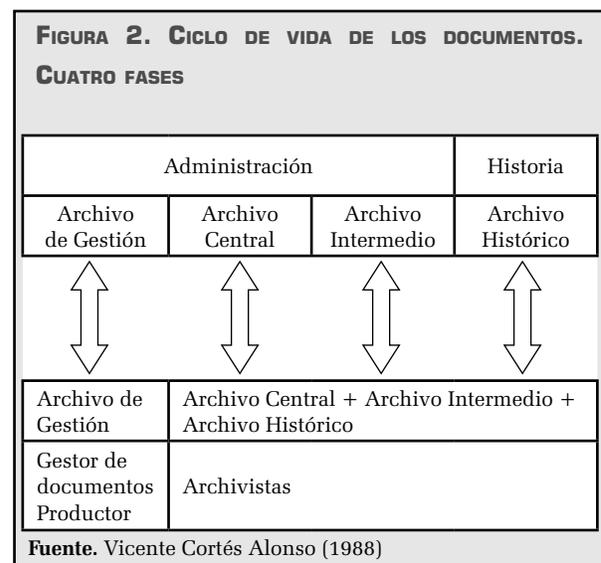 FIGURA 2. CICLO DE VIDA DE LOS DOCUMENTOS.
CUATRO FASES
Administración Historia
Archivo de Gestión Archivo Central Archivo Intermedio Archivo Histórico
Archivo de Gestión
Archivo Central + Archivo Intermedio +
Archivo Histórico
Gestor de
documentos
Productor
Archivistas
Fuente. Vicente Cortés Alonso (1988)